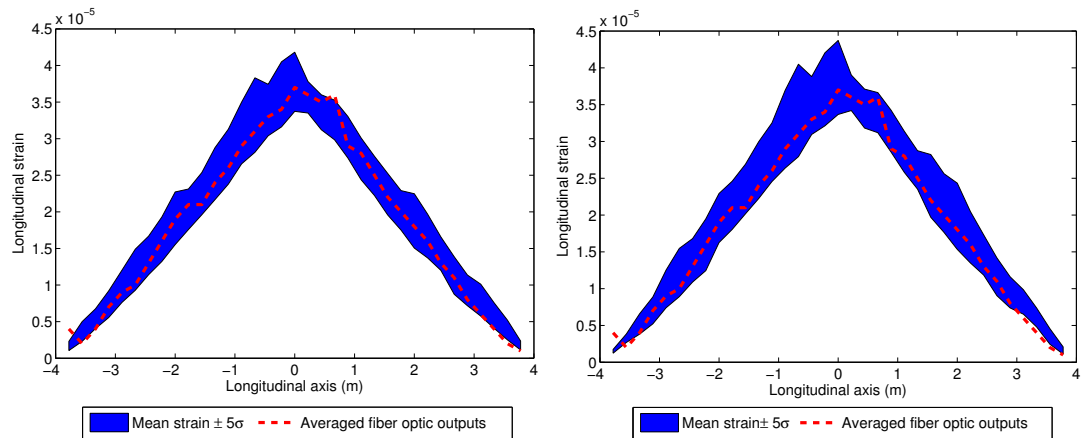 x 10⁻⁵
4.5
4
3.5
3
2.5
2
1.5
1
0.5
0
Longitudinal strain
−4 −3 −2 −1 0 1 2 3 4
Longitudinal axis (m)
Mean strain ± 5σ Averaged fiber optic outputs
x 10⁻⁵
4.5
4
3.5
3
2.5
2
1.5
1
0.5
0
Longitudinal strain
−4 −3 −2 −1 0 1 2 3 4
Longitudinal axis (m)
Mean strain± 5σ Averaged fiber optic outputs